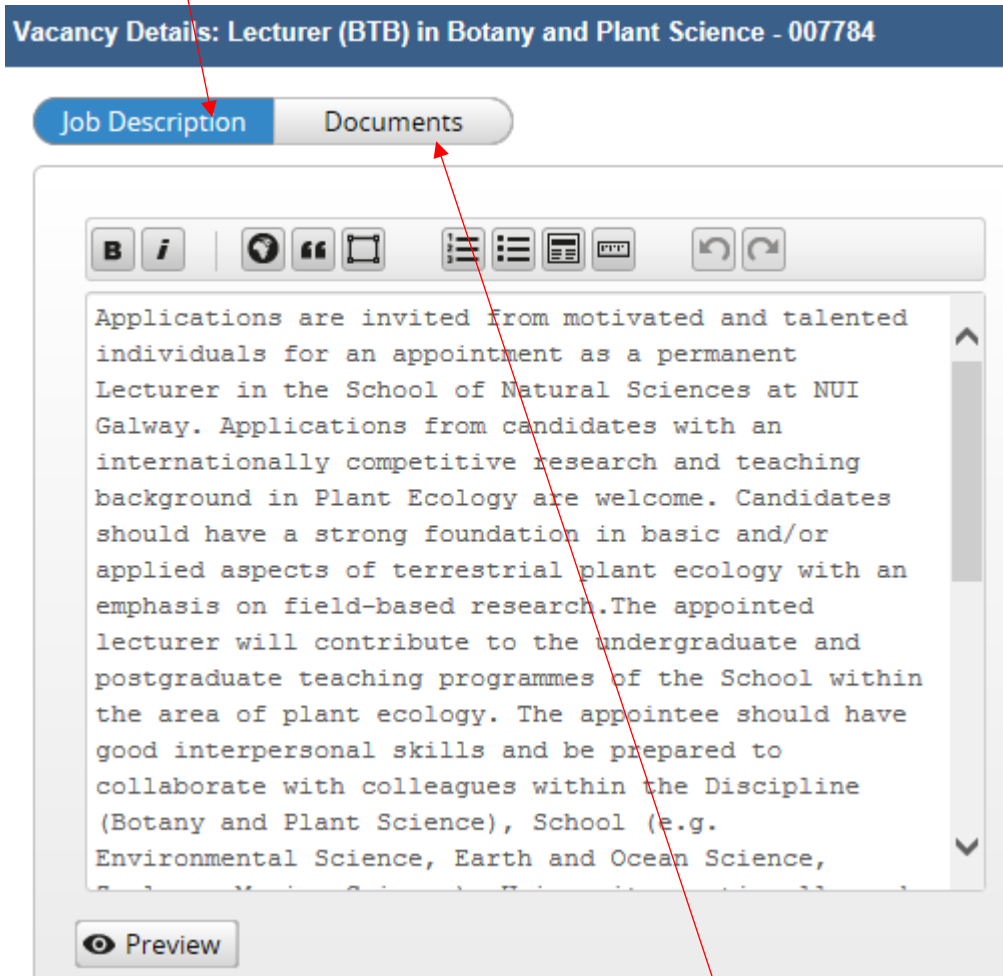 Vacancy Details: Lecturer (BTB) in Botany and Plant Science - 007784
Job Description Documents
B i
Applications are invited from motivated and talented
individuals for an appointment as a permanent
Lecturer in the School of Natural Sciences at NUI
Galway. Applications from candidates with an
internationally competitive research and teaching
background in Plant Ecology are welcome. Candidates
should have a strong foundation in basic and/or
applied aspects of terrestrial plant ecology with an
emphasis on field-based research.The appointed
lecturer will contribute to the undergraduate and
postgraduate teaching programmes of the School within
the area of plant ecology. The appointee should have
good interpersonal skills and be prepared to
collaborate with colleagues within the Discipline
(Botany and Plant Science), School (e.g.
Environmental Science, Earth and Ocean Science,
Preview